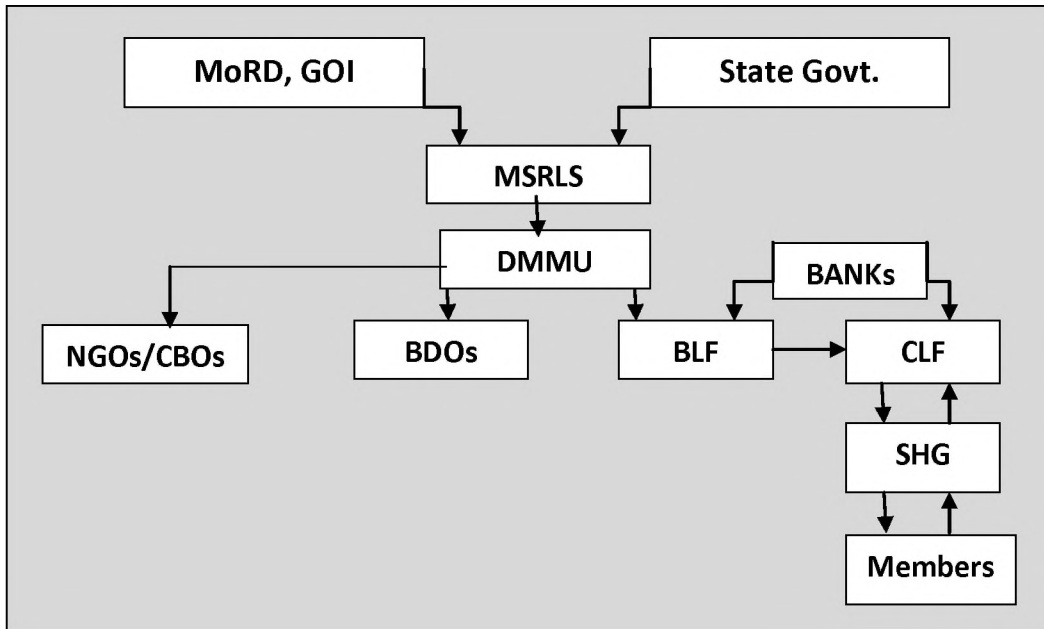 MoRD, GOI
State Govt.
MSRLS
DMMU
BANKs
NGOs/CBOs
BDOs
BLF
CLF
SHG
Members